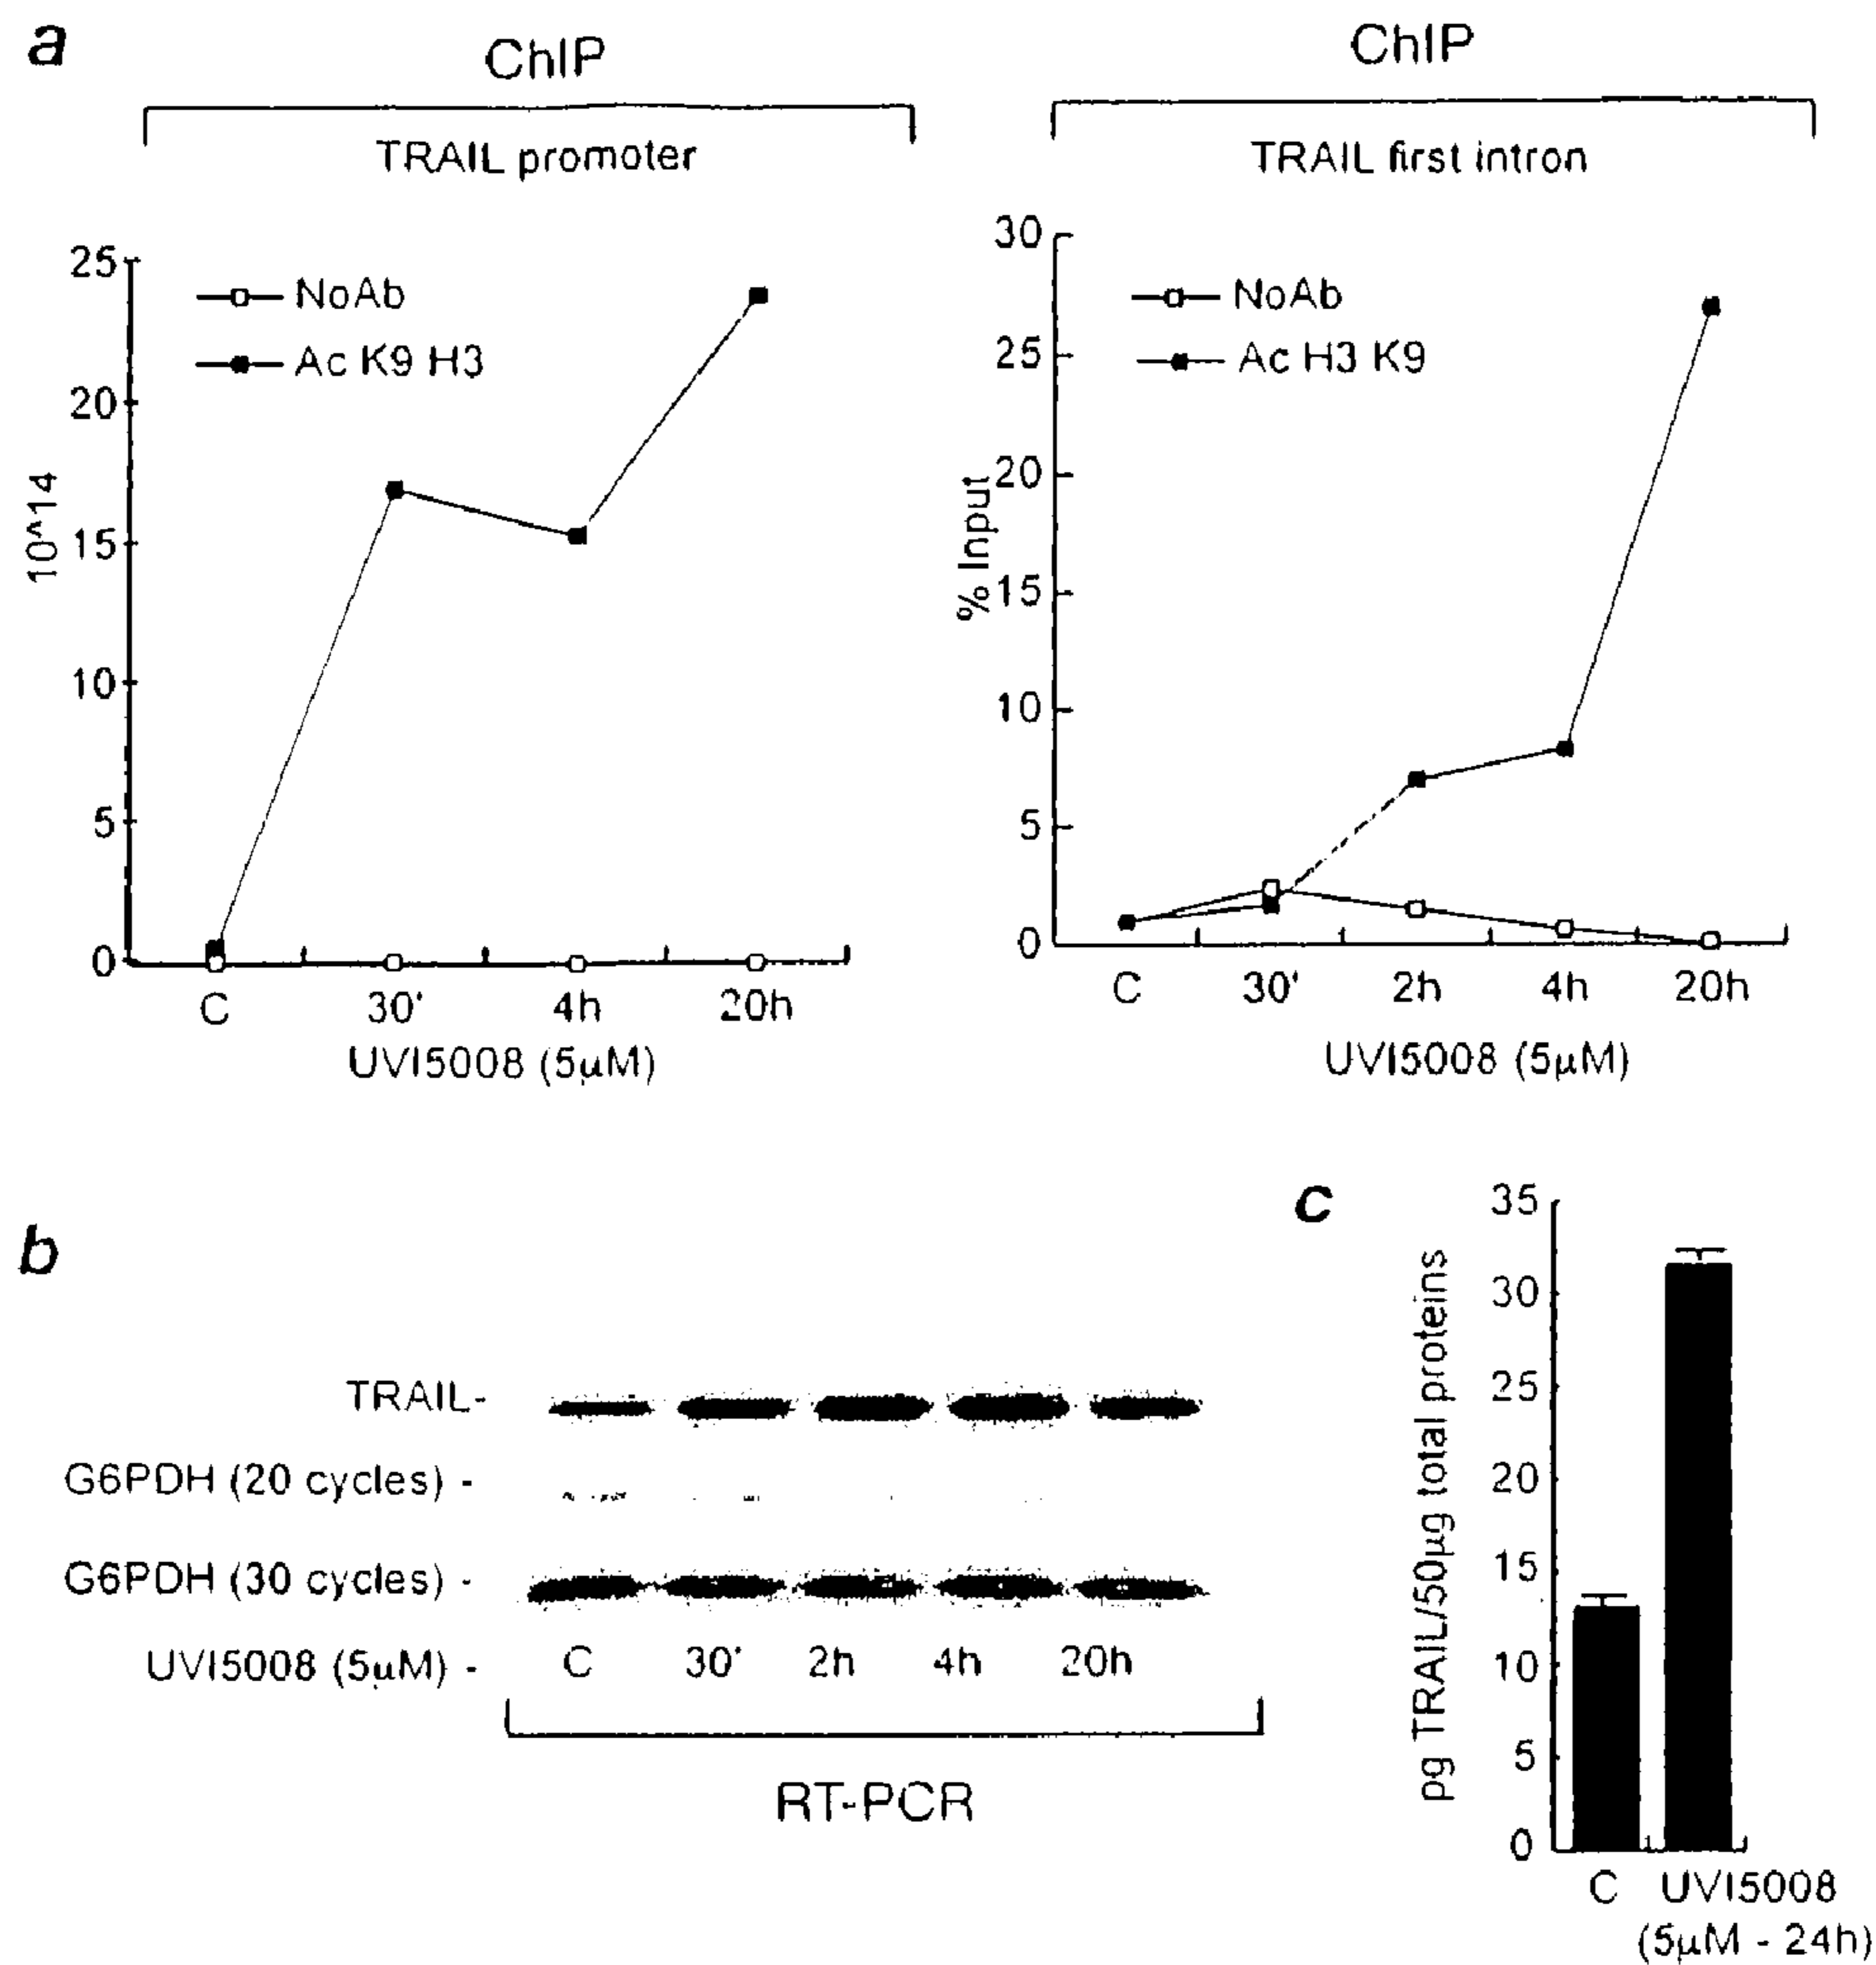 a
ChIP
TRAIL promoter
25
20
15
10
5
0
10^14
NoAb
Ac K9 H3
C 30' 4h 20h
UVI5008 (5µM)
ChIP
TRAIL first intron
30
25
20
15
10
5
0
% Input
NoAb
Ac H3 K9
C 30' 2h 4h 20h
UVI5008 (5µM)
b
TRAIL-
G6PDH (20 cycles) -
G6PDH (30 cycles) -
UVI5008 (5µM) - C 30' 2h 4h 20h
RT-PCR
c
35
30
25
20
15
10
5
0
pg TRAIL/50µg total proteins
C UVI5008
(5µM - 24h)